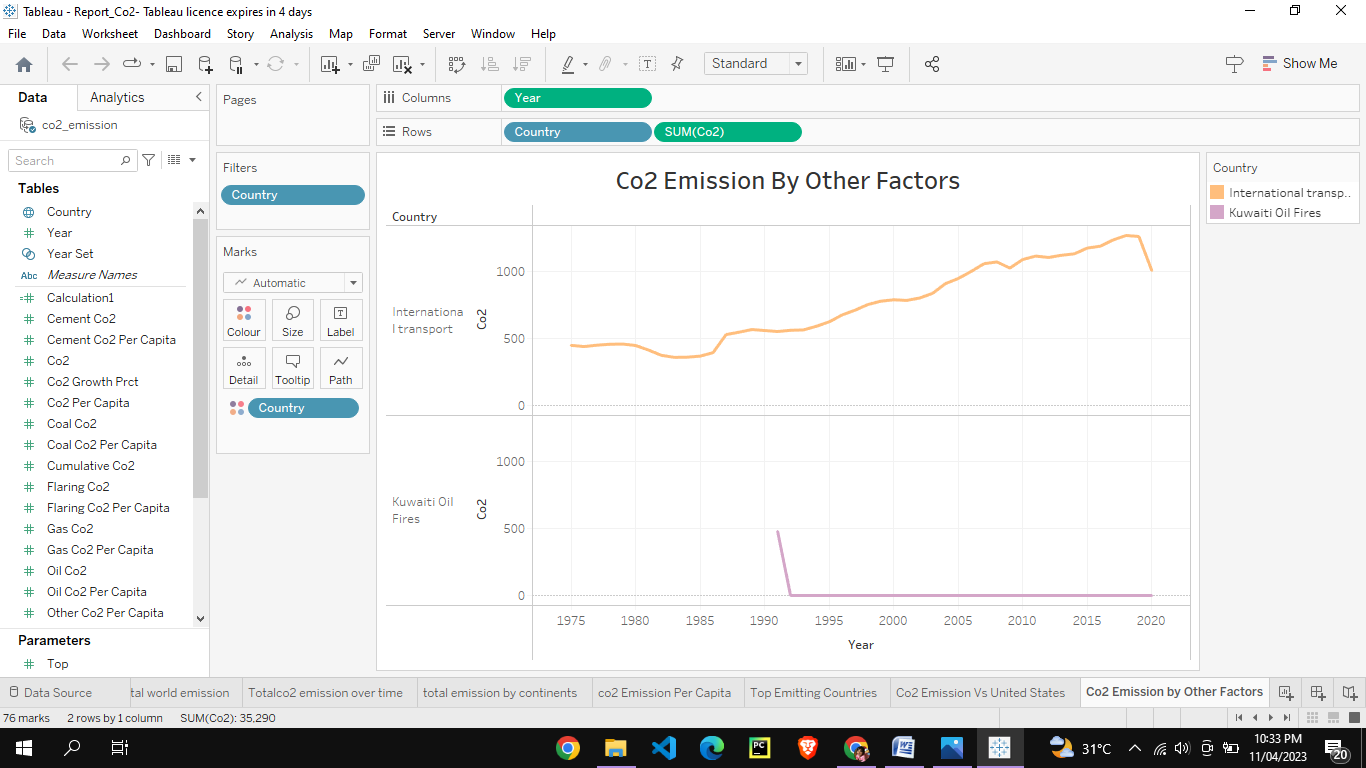 Tableau - Report_Co2- Tableau licence expires in 4 days
File Data Worksheet Dashboard Story Analysis Map Format Server Window Help
Standard
Show Me
Data Analytics
co2_emission
Search
Tables
Country
Year
Year Set
Abc Measure Names
Calculation1
Cement Co2
Cement Co2 Per Capita
Co2
Co2 Growth Prct
Co2 Per Capita
Coal Co2
Coal Co2 Per Capita
Cumulative Co2
Flaring Co2
Flaring Co2 Per Capita
Gas Co2
Gas Co2 Per Capita
Oil Co2
Oil Co2 Per Capita
Other Co2 Per Capita
Parameters
Top
Pages
Filters
Country
Marks
Automatic
Colour Size Label
Detail Tooltip Path
Country
Columns Year
Rows Country SUM(Co2)
Co2 Emission By Other Factors
Country
Internationa
l transport
Co2
1000
500
0
Kuwaiti Oil
Fires
Co2
1000
500
0
1975 1980 1985 1990 1995 2000 2005 2010 2015 2020
Year
Country
International transp..
Kuwaiti Oil Fires
Data Source tal world emission Totalco2 emission over time total emission by continents co2 Emission Per Capita Top Emitting Countries Co2 Emission Vs United States Co2 Emission by Other Factors
76 marks 2 rows by 1 column SUM(Co2): 35,290
PC
31°C
10:33 PM
11/04/2023
20